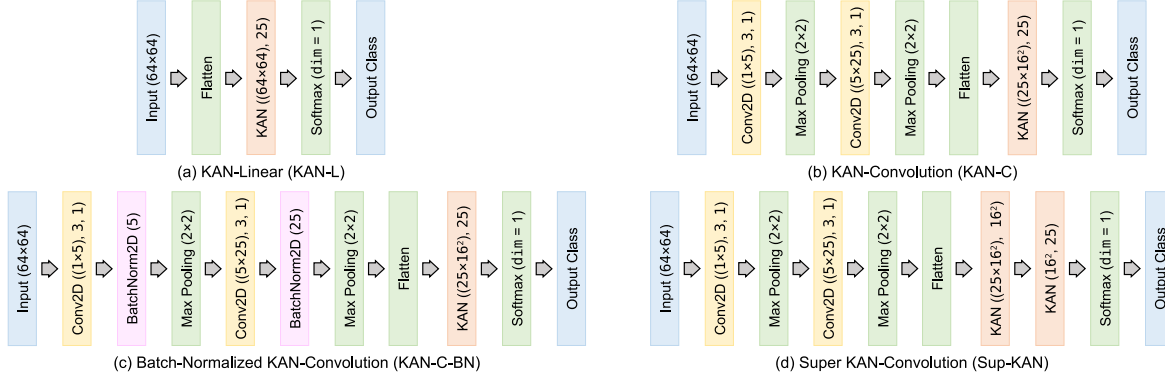 Input (64×64)
Flatten
KAN ((64×64), 25)
Softmax (dim = 1)
Output Class
(a) KAN-Linear (KAN-L)
Input (64×64)
Conv2D ((1×5), 3, 1)
Max Pooling (2×2)
Conv2D ((5×25), 3, 1)
Max Pooling (2×2)
Flatten
KAN ((25×16²), 25)
Softmax (dim = 1)
Output Class
(b) KAN-Convolution (KAN-C)
Input (64×64)
Conv2D ((1×5), 3, 1)
BatchNorm2D (5)
Max Pooling (2×2)
Conv2D ((5×25), 3, 1)
BatchNorm2D (25)
Max Pooling (2×2)
Flatten
KAN ((25×16²), 25)
Softmax (dim = 1)
Output Class
(c) Batch-Normalized KAN-Convolution (KAN-C-BN)
Input (64×64)
Conv2D ((1×5), 3, 1)
Max Pooling (2×2)
Conv2D ((5×25), 3, 1)
Max Pooling (2×2)
Flatten
KAN ((25×16²), 16²)
KAN (16², 25)
Softmax (dim = 1)
Output Class
(d) Super KAN-Convolution (Sup-KAN)